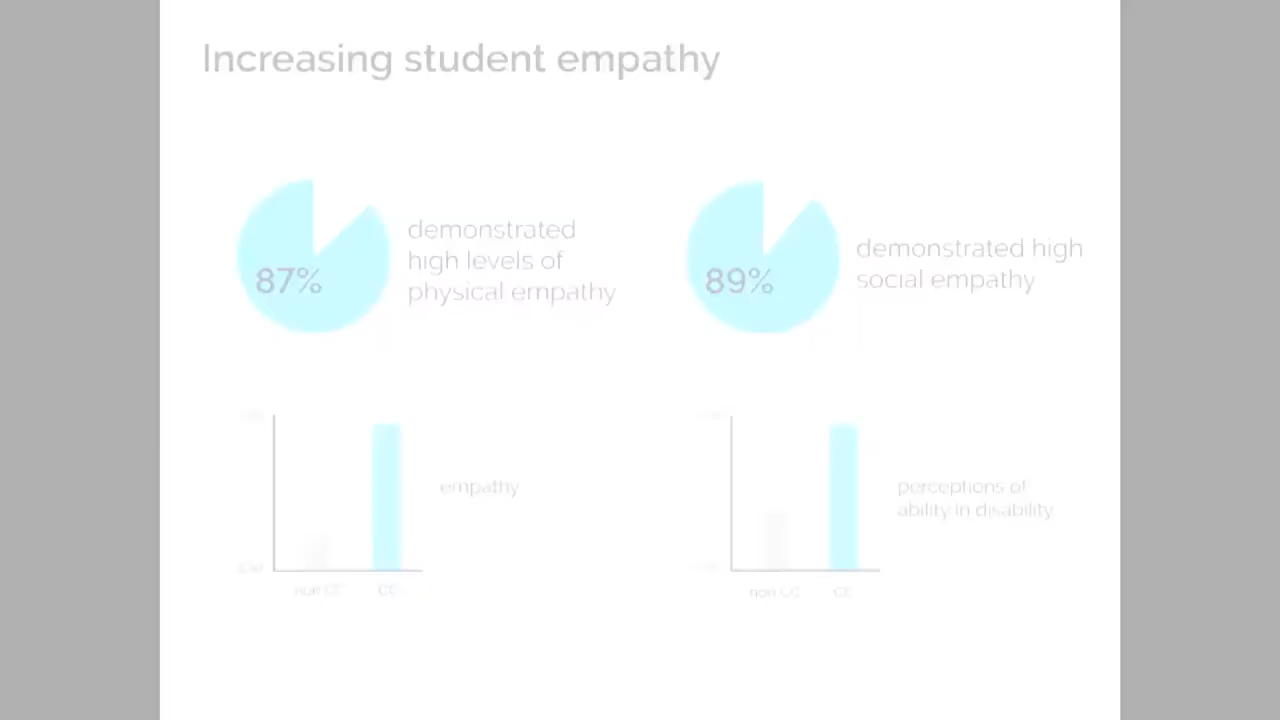 Increasing student empathy
87%
demonstrated
high levels of
physical empathy
89%
demonstrated high
social empathy
empathy
non CC
CC
perceptions of
ability in disability
non CC
CC